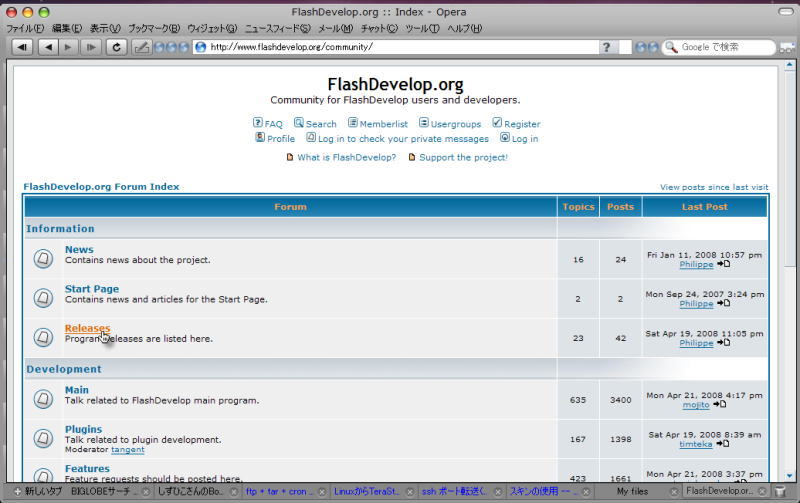 FlashDevelop.org :: Index - Opera
ファイル(F) 編集(E) 表示(V) ブックマーク(B) ウィジェット(G) ニュースフィード(S) メール(M) チャット(C) ツール(T) ヘルプ(H)
http://www.flashdevelop.org/community/ ? Google で検索
FlashDevelop.org
Community for FlashDevelop users and developers.
FAQ Search Memberlist Usergroups Register
Profile Log in to check your private messages Log in
What is FlashDevelop? Support the project!
FlashDevelop.org Forum Index View posts since last visit
Forum Topics Posts Last Post
Information
News
Contains news about the project.
16 24
Fri Jan 11, 2008 10:57 pm
Philippe
Start Page
Contains news and articles for the Start Page.
2 2
Mon Sep 24, 2007 3:24 pm
Philippe
Releases
Program releases are listed here.
23 42
Sat Apr 19, 2008 11:05 pm
Philippe
Development
Main
Talk related to FlashDevelop main program.
635 3400
Mon Apr 21, 2008 4:17 pm
mojito
Plugins
Talk related to plugin development.
Moderator tangent
167 1398
Sat Apr 19, 2008 8:39 am
timteka
Features
Feature requests should be posted here.
423 1661
Mon Apr 21, 2008 3:37 pm
新しいタブ BIGLOBEサーチ しずひこさんのBo... ftp + tar + cron ... LinuxからTeraSt... ssh ポート転送(... スキンの使用 -- ... My files FlashDevelop.or...